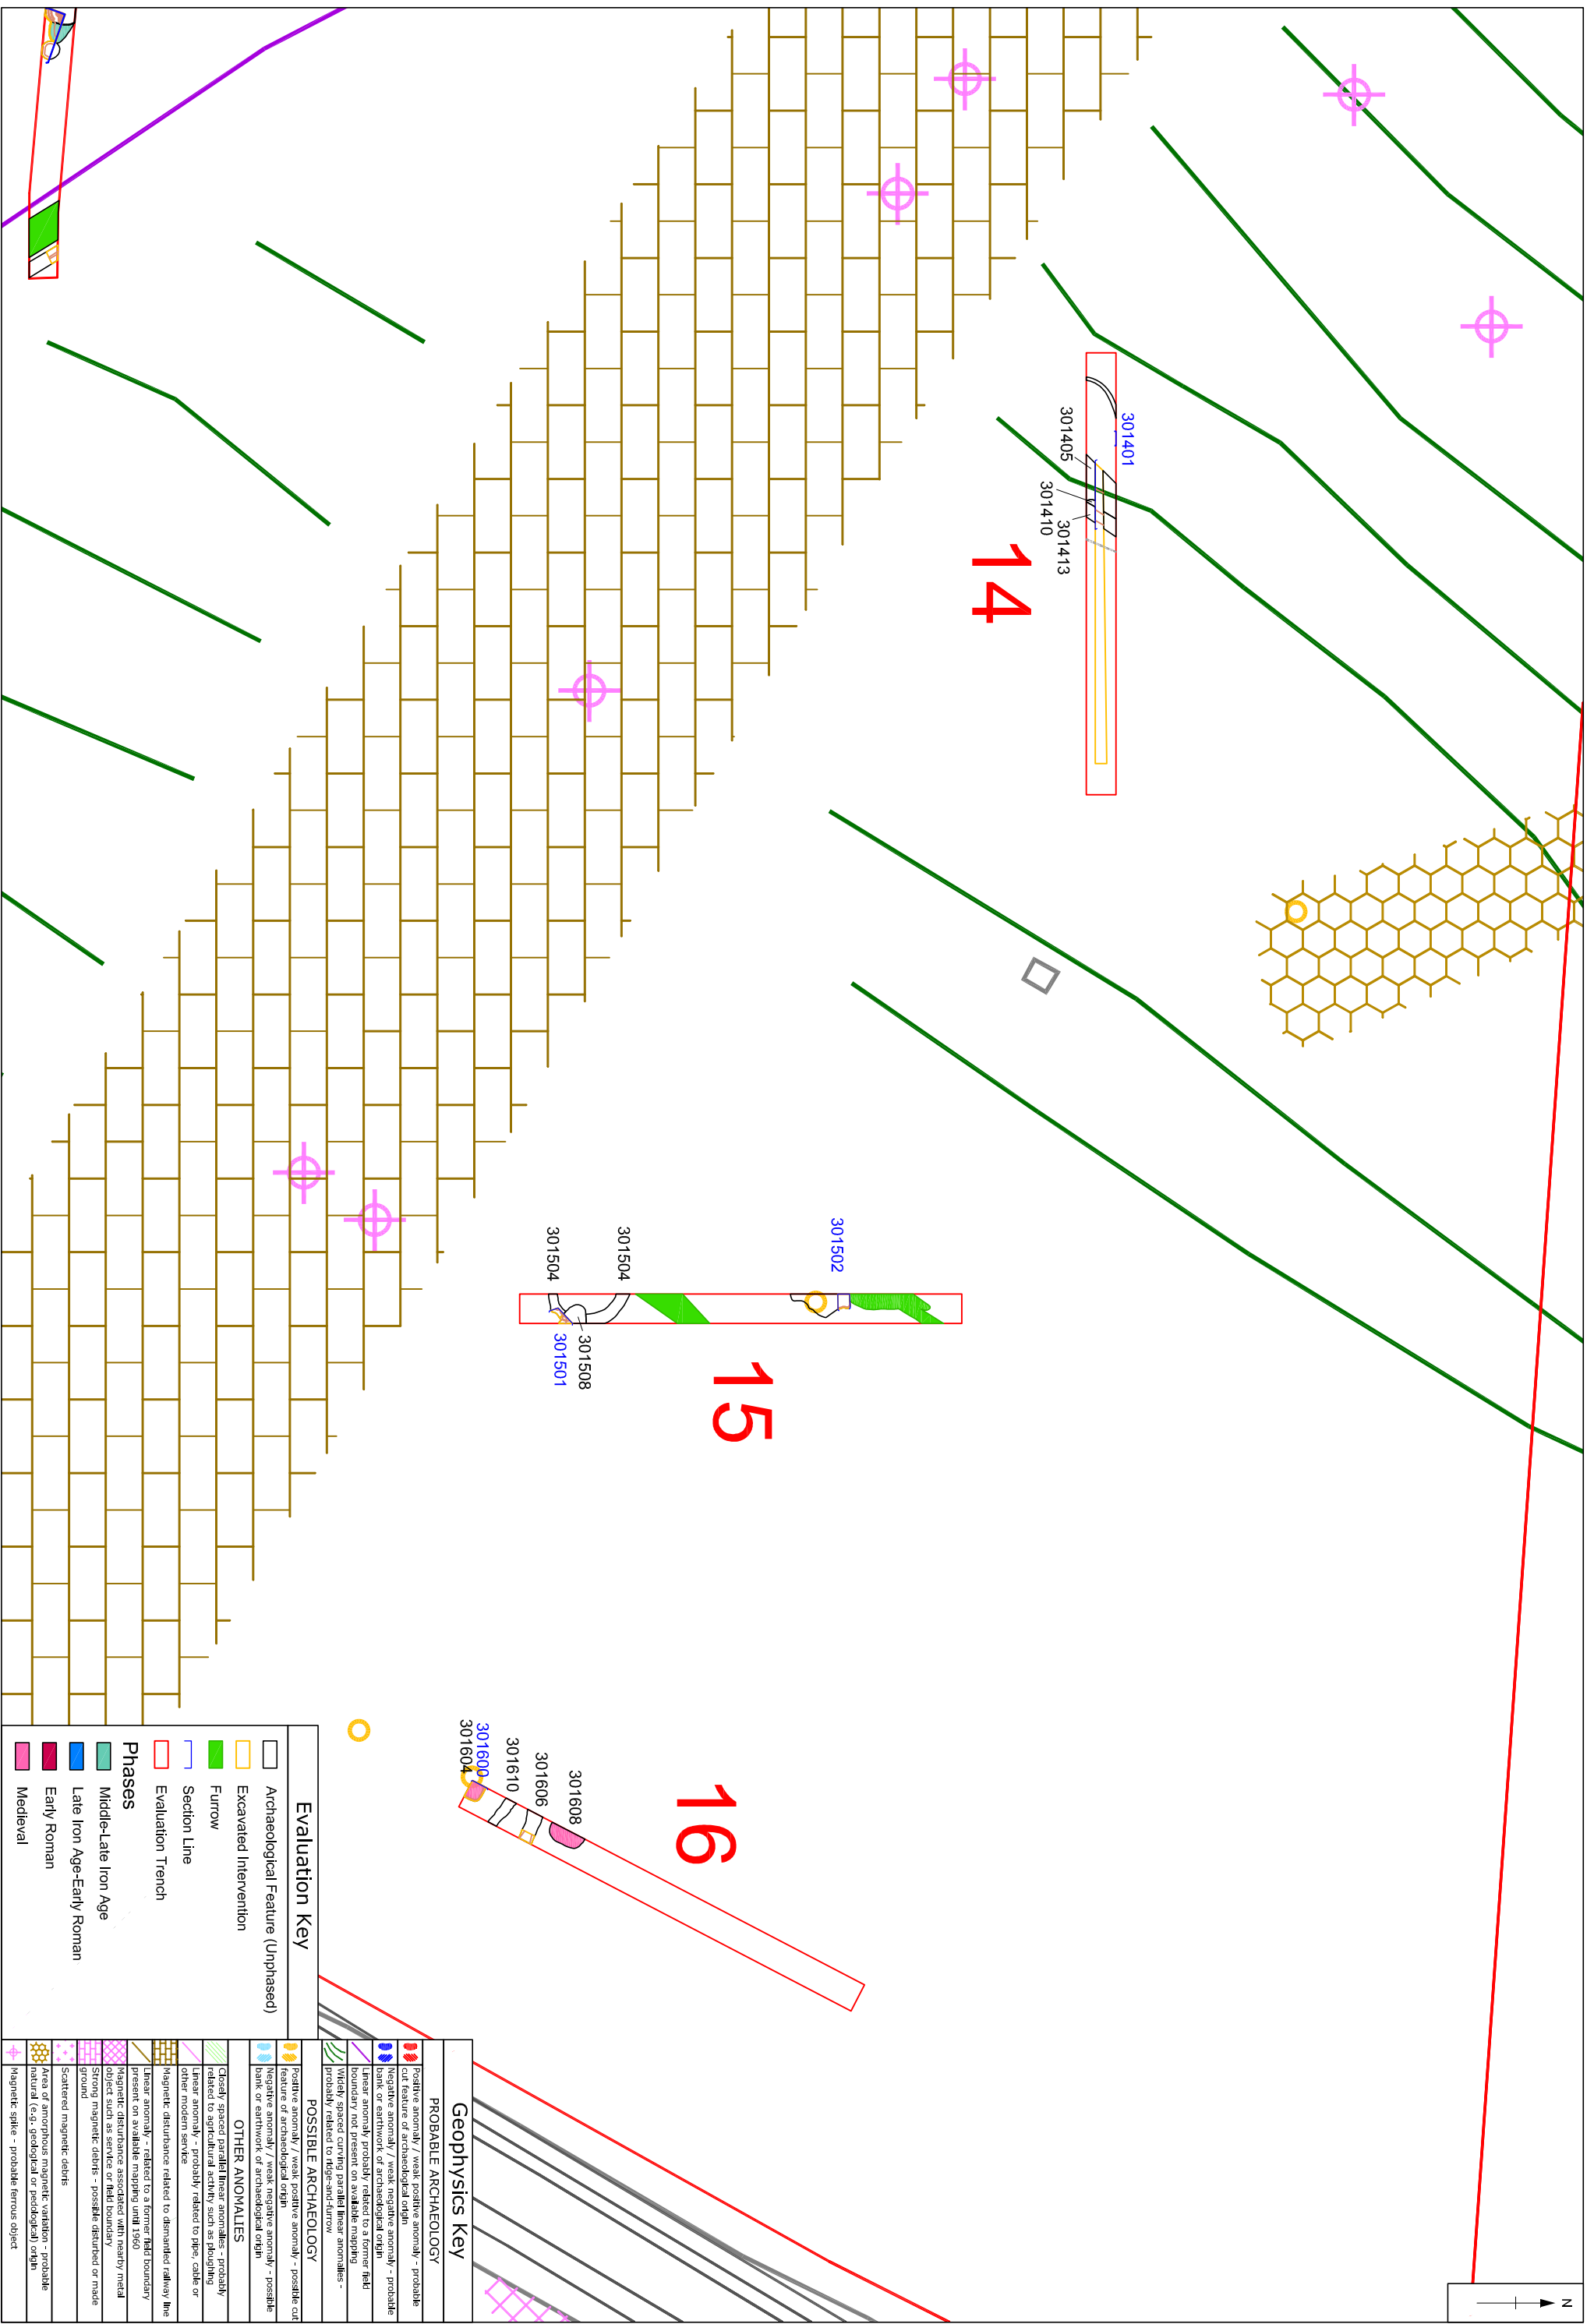 N
301401
301405
301410
301413
14
301502
301504
301504
301508
301501
15
301600
301604
301610
301606
301608
16
Evaluation Key
Archaeological Feature (Unphased)
Excavated Intervention
Furrow
Section Line
Evaluation Trench
Phases
Middle-Late Iron Age
Late Iron Age-Early Roman
Early Roman
Medieval
Geophysics Key
PROBABLE ARCHAEOLOGY
Positive anomaly / weak positive anomaly - probable
cut feature of archaeological origin
Negative anomaly / weak negative anomaly - probable
bank or earthwork of archaeological origin
Linear anomaly probably related to a former field
boundary not present on available mapping
Widely spaced curving parallel linear anomalies -
probably related to ridge-and-furrow
POSSIBLE ARCHAEOLOGY
Positive anomaly / weak positive anomaly - possible cut
feature of archaeological origin
Negative anomaly / weak negative anomaly - possible
bank or earthwork of archaeological origin
OTHER ANOMALIES
Closely spaced parallel linear anomalies - probably
related to agricultural activity such as ploughing
Linear anomaly - probably related to pipe, cable or
other modern service
Magnetic disturbance related to dismantled railway line
Linear anomaly - related to a former field boundary
present on available mapping until 1960
Magnetic disturbance associated with nearby metal
object such as service or field boundary
Strong magnetic debris - possible disturbed or made
ground
Scattered magnetic debris
Area of amorphous magnetic variation - probable
natural (e.g. geological or pedological) origin
Magnetic spike - probable ferrous object